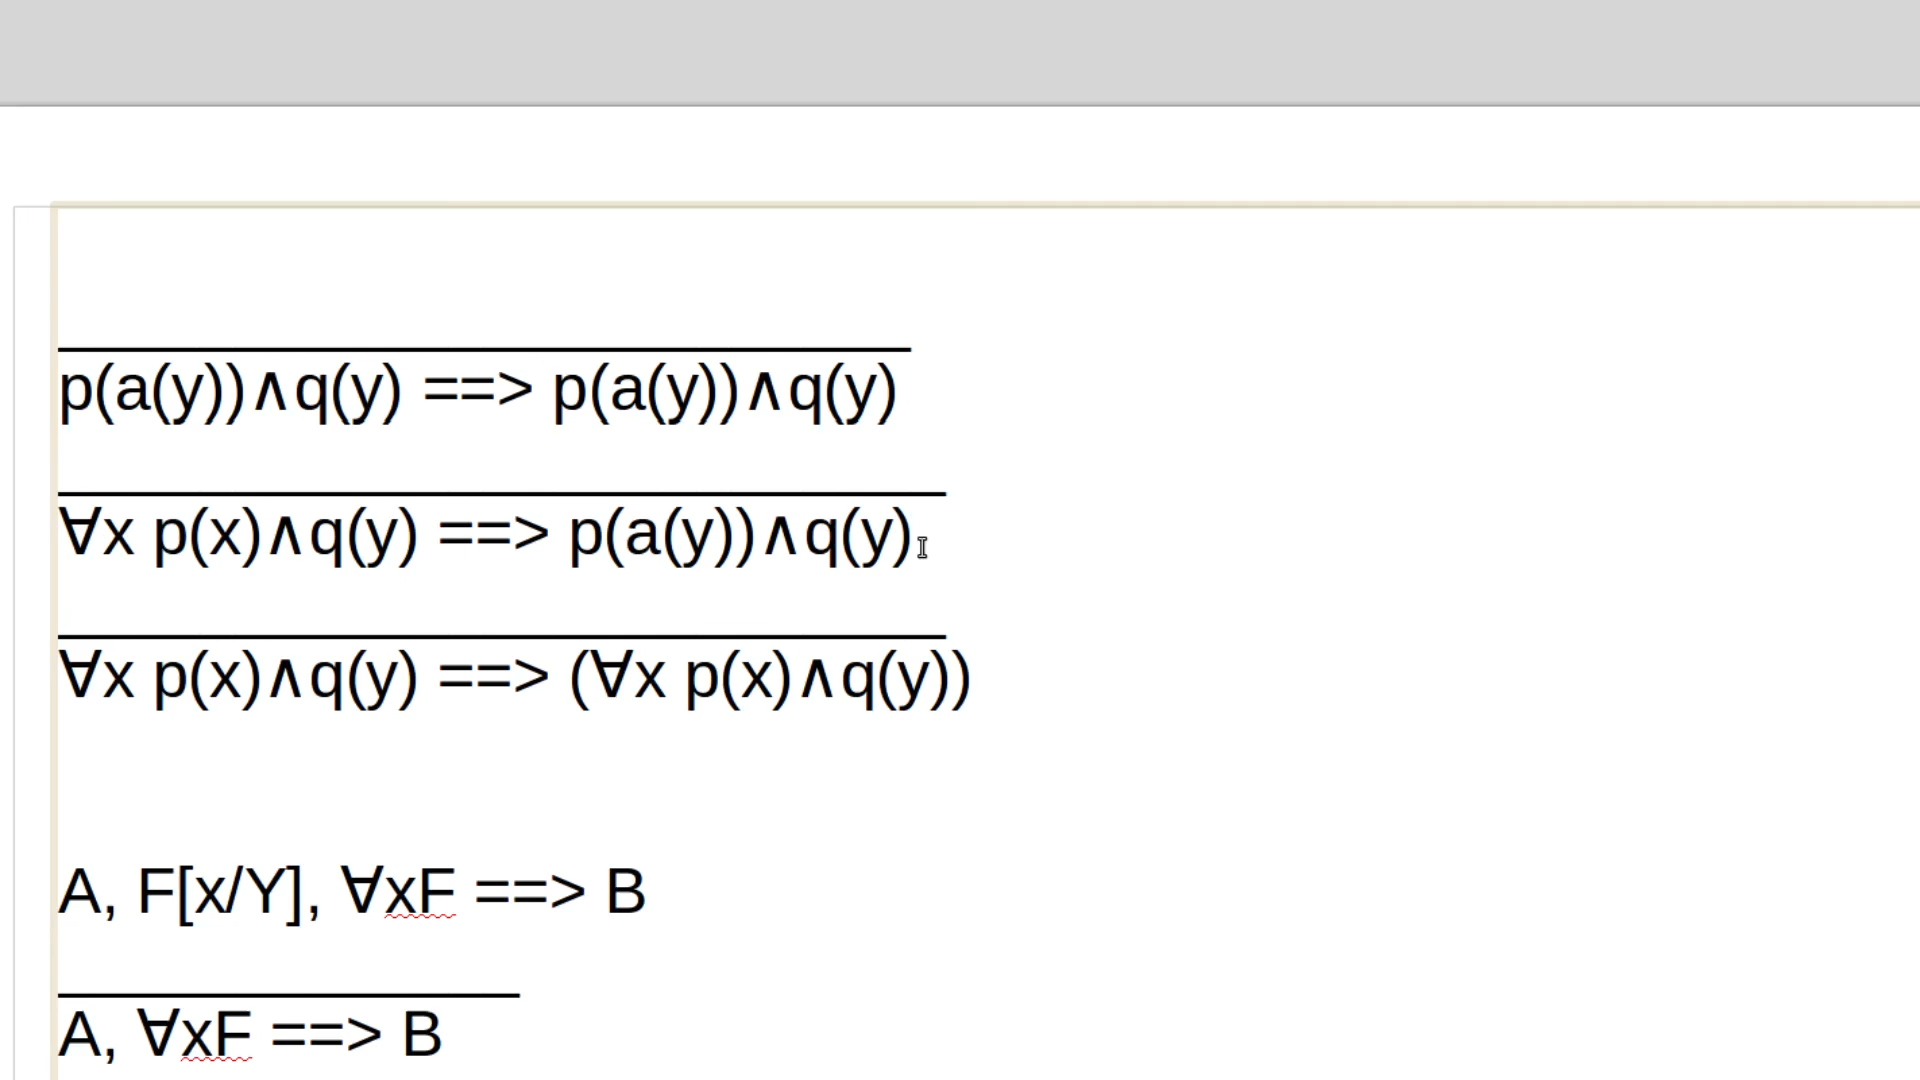 p(a(y))∧q(y) ==> p(a(y))∧q(y)
∀x p(x)∧q(y) ==> p(a(y))∧q(y)
∀x p(x)∧q(y) ==> (∀x p(x)∧q(y))
A, F[x/Y], ∀xF ==> B
A, ∀xF ==> B